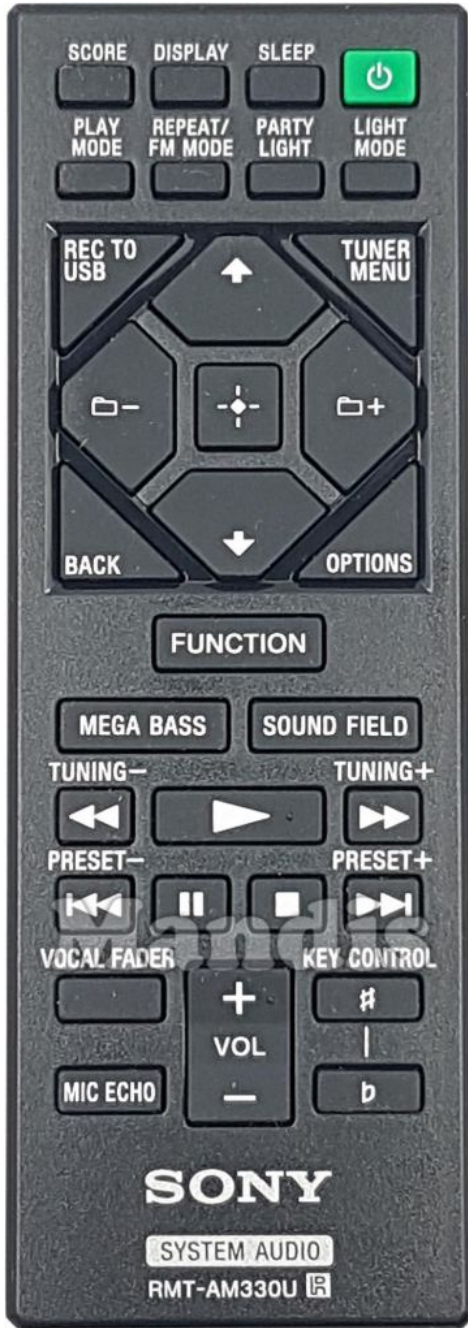 SCORE DISPLAY SLEEP
PLAY MODE REPEAT/ FM MODE PARTY LIGHT LIGHT MODE
REC TO USB TUNER MENU
BACK OPTIONS
FUNCTION
MEGA BASS SOUND FIELD
TUNING− TUNING+
PRESET− PRESET+
Mandis
VOCAL FADER KEY CONTROL
+ ♯
VOL
MIC ECHO − ♭
SONY
SYSTEM AUDIO
RMT-AM330U